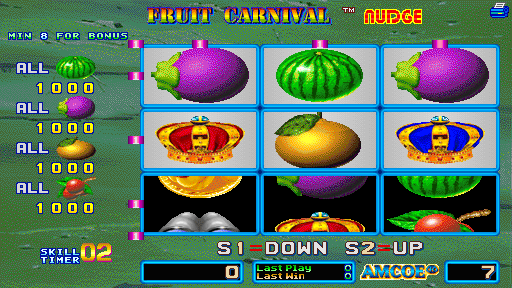 FRUIT CARNIVAL ™ NUDGE
MIN 8 FOR BONUS
ALL
1000
ALL
1000
ALL
1000
ALL
1000
S1=DOWN S2=UP
SKILL TIMER 02
0
Last Play 0
Last Win 0
AMCOE
7